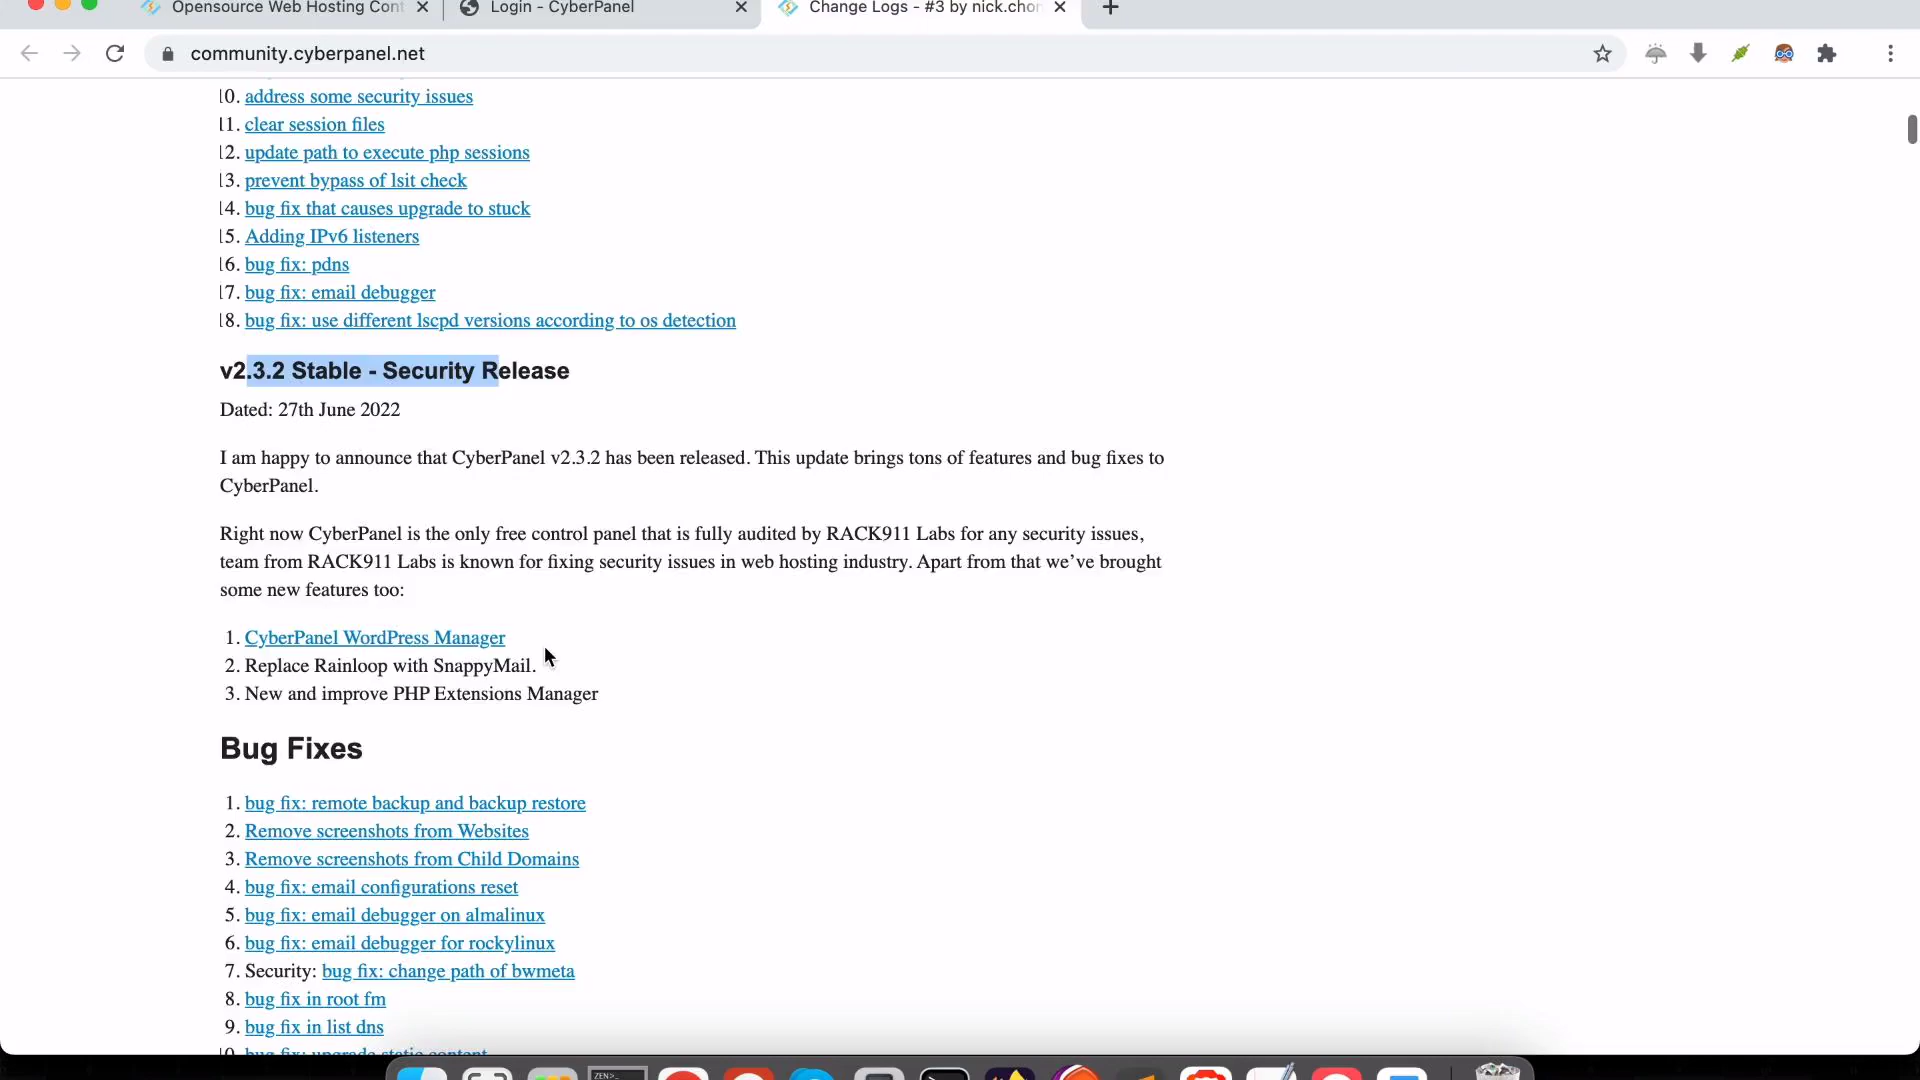 Opensource Web Hosting Cont
Login - CyberPanel
Change Logs - #3 by nick.chom
community.cyberpanel.net
10. address some security issues
11. clear session files
12. update path to execute php sessions
13. prevent bypass of lsit check
14. bug fix that causes upgrade to stuck
15. Adding IPv6 listeners
16. bug fix: pdns
17. bug fix: email debugger
18. bug fix: use different lscpd versions according to os detection
v2.3.2 Stable - Security Release
Dated: 27th June 2022
I am happy to announce that CyberPanel v2.3.2 has been released. This update brings tons of features and bug fixes to
CyberPanel.
Right now CyberPanel is the only free control panel that is fully audited by RACK911 Labs for any security issues,
team from RACK911 Labs is known for fixing security issues in web hosting industry. Apart from that we’ve brought
some new features too:
1. CyberPanel WordPress Manager
2. Replace Rainloop with SnappyMail.
3. New and improve PHP Extensions Manager
Bug Fixes
1. bug fix: remote backup and backup restore
2. Remove screenshots from Websites
3. Remove screenshots from Child Domains
4. bug fix: email configurations reset
5. bug fix: email debugger on almalinux
6. bug fix: email debugger for rockylinux
7. Security: bug fix: change path of bwmeta
8. bug fix in root fm
9. bug fix in list dns
10. bug fix: upgrade static content